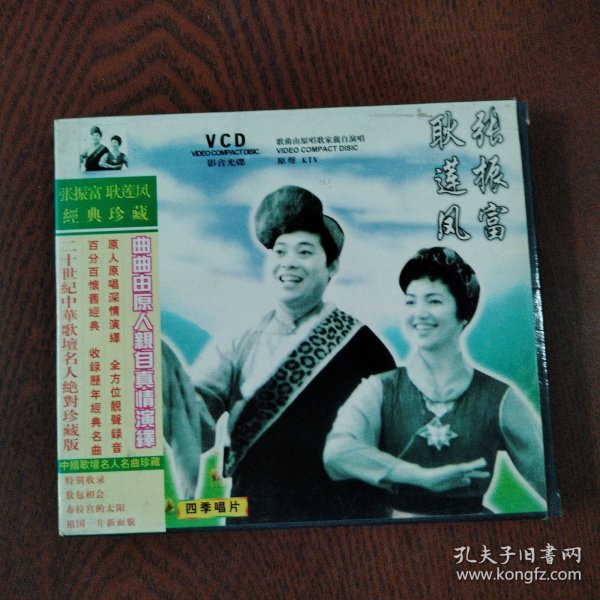 张振富
耿莲凤
VCD
VIDEO COMPACT DISC
影音光碟
歌曲由原唱歌家親自演唱
VIDEO COMPACT DISC
原聲 KTV
张振富 耿莲凤
經典珍藏
曲曲由原人親自真情演繹
原人原唱深情演繹 全方位靚聲録音
百分百懷舊經典 收録歷年經典名曲
二十世紀中華歌壇名人絶對珍藏版
中國歌壇名人名曲珍藏
特别收录
敖包相会
布拉宫的太阳
祖国一片新面貌
四季唱片
孔夫子旧书网
www.kongfz.com